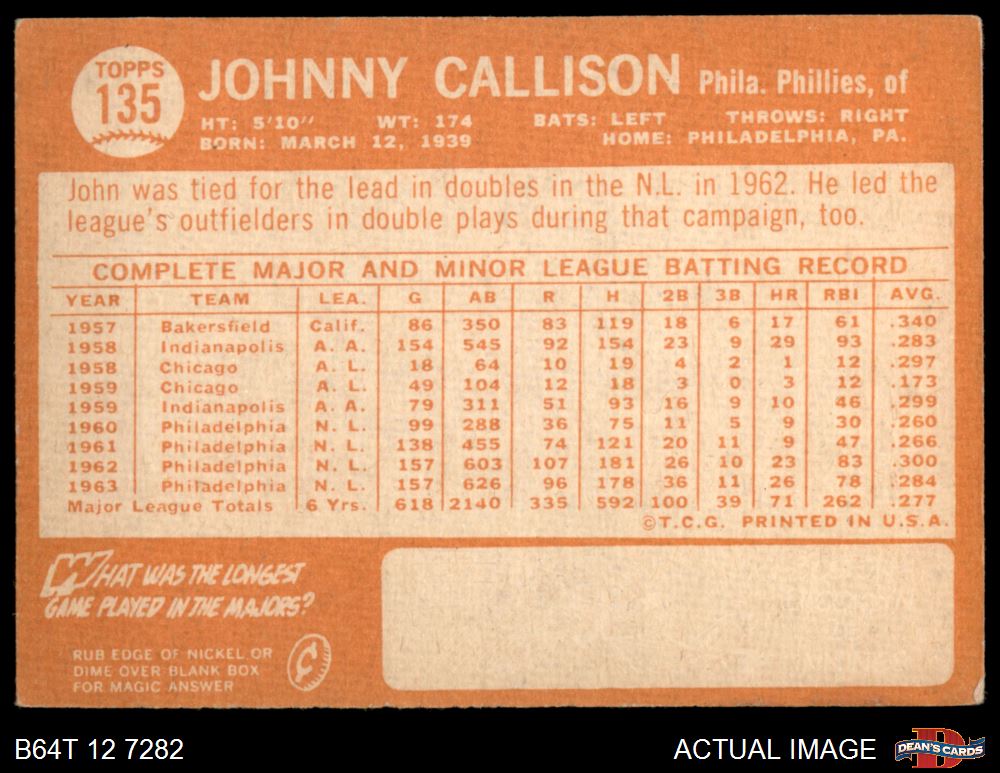 TOPPS
135
JOHNNY CALLISON Phila. Phillies, of
HT: 5'10" WT: 174 BATS: LEFT THROWS: RIGHT
BORN: MARCH 12, 1939 HOME: PHILADELPHIA, PA.
John was tied for the lead in doubles in the N.L. in 1962. He led the
league's outfielders in double plays during that campaign, too.
COMPLETE MAJOR AND MINOR LEAGUE BATTING RECORD
YEAR TEAM LEA. G AB R H 2B 3B HR RBI AVG.
1957 Bakersfield Calif. 86 350 83 119 18 6 17 61 .340
1958 Indianapolis A. A. 154 545 92 154 23 9 29 93 .283
1958 Chicago A. L. 18 64 10 19 4 2 1 12 .297
1959 Chicago A. L. 49 104 12 18 3 0 3 12 .173
1959 Indianapolis A. A. 79 311 51 93 16 9 10 46 .299
1960 Philadelphia N. L. 99 288 36 75 11 5 9 30 .260
1961 Philadelphia N. L. 138 455 74 121 20 11 9 47 .266
1962 Philadelphia N. L. 157 603 107 181 26 10 23 83 .300
1963 Philadelphia N. L. 157 626 96 178 36 11 26 78 .284
Major League Totals 6 Yrs. 618 2140 335 592 100 39 71 262 .277
©T.C.G. PRINTED IN U.S.A.
WHAT WAS THE LONGEST
GAME PLAYED IN THE MAJORS?
RUB EDGE OF NICKEL OR
DIME OVER BLANK BOX
FOR MAGIC ANSWER
¢
B64T 12 7282 ACTUAL IMAGE
D
DEAN'S CARDS